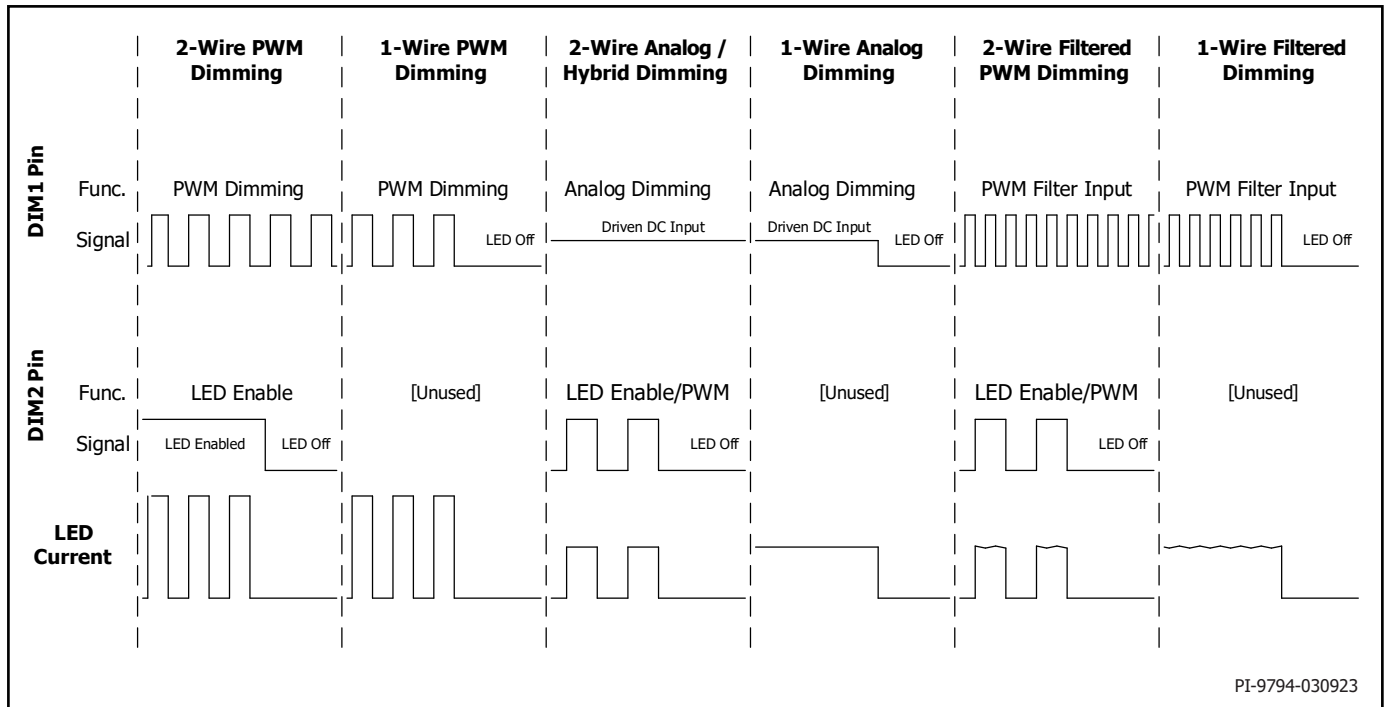 2-Wire PWM
Dimming
1-Wire PWM
Dimming
2-Wire Analog /
Hybrid Dimming
1-Wire Analog
Dimming
2-Wire Filtered
PWM Dimming
1-Wire Filtered
Dimming
DIM1 Pin
Func.
PWM Dimming
PWM Dimming
Analog Dimming
Analog Dimming
PWM Filter Input
PWM Filter Input
Signal
LED Off
Driven DC Input
Driven DC Input
LED Off
LED Off
DIM2 Pin
Func.
LED Enable
[Unused]
LED Enable/PWM
[Unused]
LED Enable/PWM
[Unused]
Signal
LED Enabled
LED Off
LED Off
LED Off
LED
Current
PI-9794-030923